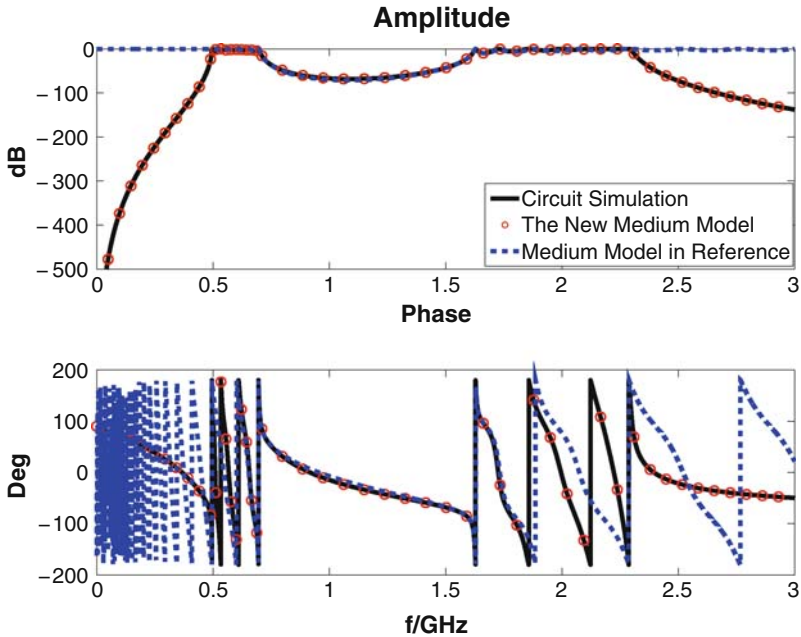 Amplitude
0
−100
−200
−300
−400
−500
dB
Circuit Simulation
The New Medium Model
Medium Model in Reference
0 0.5 1 1.5 2 2.5 3
Phase
200
100
0
−100
−200
Deg
0 0.5 1 1.5 2 2.5 3
f/GHz